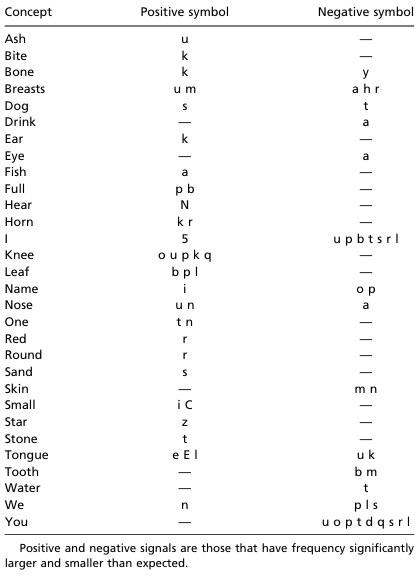 Concept Positive symbol Negative symbol
Ash u —
Bite k —
Bone k y
Breasts u m a h r
Dog s t
Drink — a
Ear k —
Eye — a
Fish a —
Full p b —
Hear N —
Horn k r —
I 5 u p b t s r l
Knee o u p k q —
Leaf b p l —
Name i o p
Nose u n a
One t n —
Red r —
Round r —
Sand s —
Skin — m n
Small i C —
Star z —
Stone t —
Tongue e E l u k
Tooth — b m
Water — t
We n p l s
You — u o p t d q s r l
Positive and negative signals are those that have frequency significantly
larger and smaller than expected.